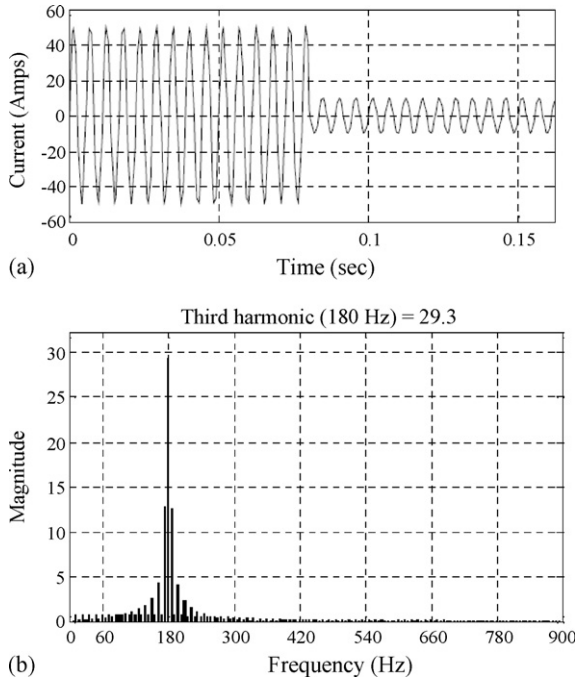 60
40
20
0
-20
-40
-60
Current (Amps)
0 0.05 0.1 0.15
(a) Time (sec)
Third harmonic (180 Hz) = 29.3
30
25
20
15
10
5
0
Magnitude
0 60 180 300 420 540 660 780 900
(b) Frequency (Hz)